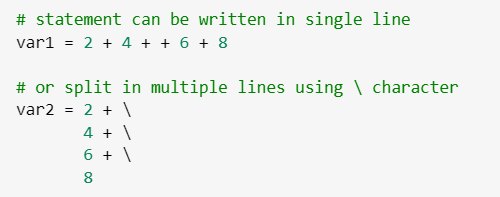 # statement can be written in single line
var1 = 2 + 4 + + 6 + 8
# or split in multiple lines using \ character
var2 = 2 + \
4 + \
6 + \
8